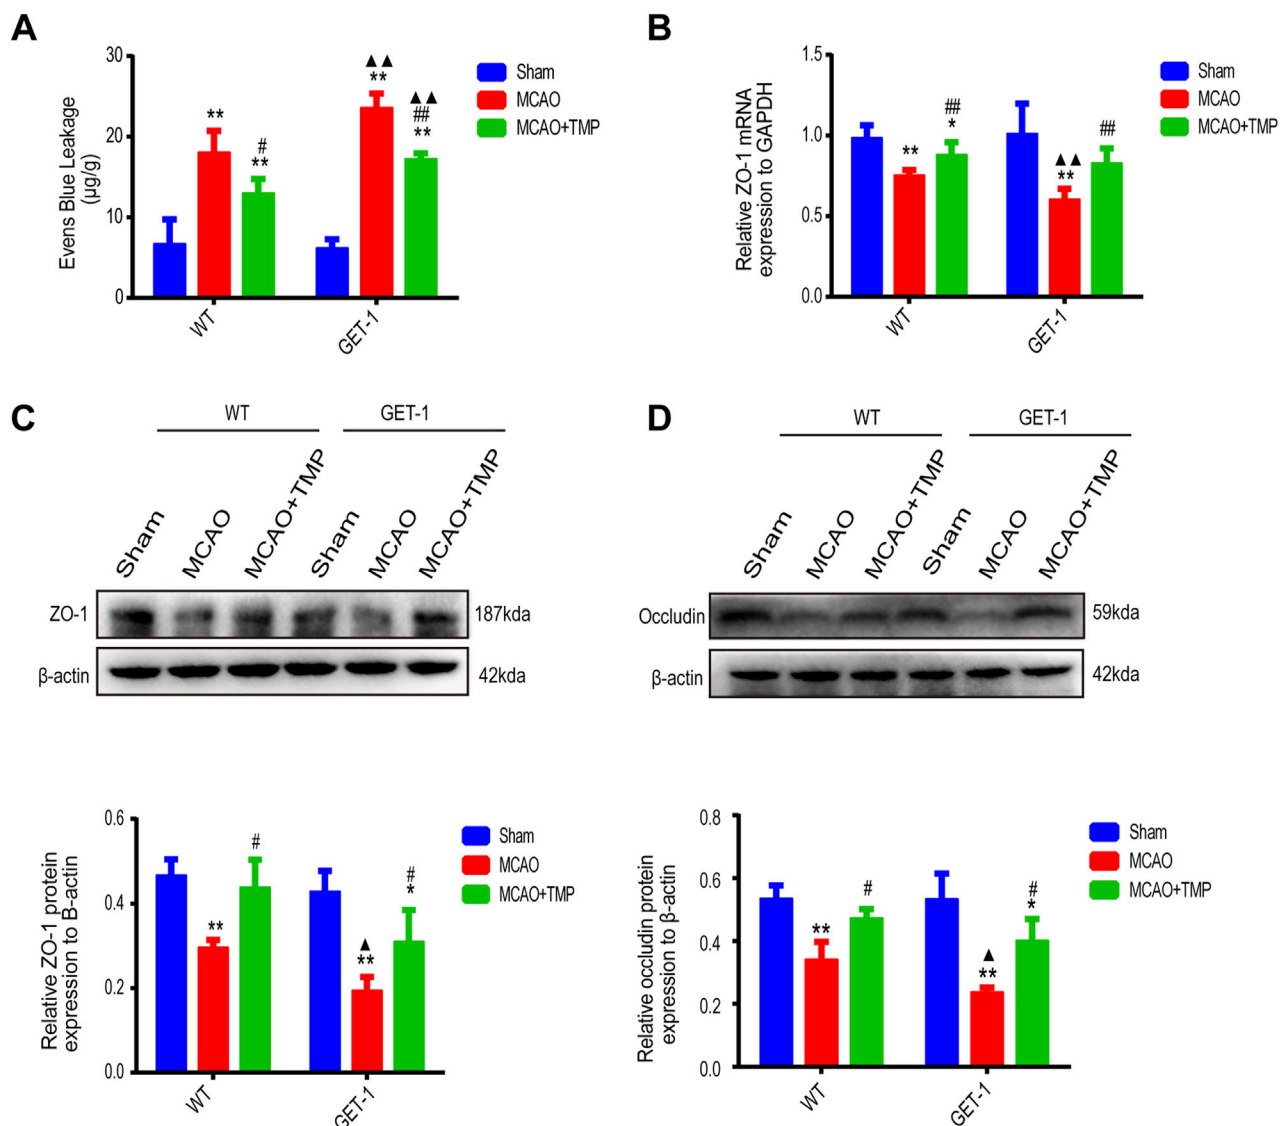 A
Evens Blue Leakage
(µg/g)
30
20
10
0
**
#
**
▲▲
**
▲▲
##
**
WT
GET-1
Sham
MCAO
MCAO+TMP
B
Relative ZO-1 mRNA
expression to GAPDH
1.5
1.0
0.5
0.0
**
##
*
▲▲
**
##
WT
GET-1
Sham
MCAO
MCAO+TMP
C
WT
GET-1
Sham
MCAO
MCAO+TMP
Sham
MCAO
MCAO+TMP
ZO-1
187kda
β-actin
42kda
Relative ZO-1 protein
expression to B-actin
0.6
0.4
0.2
0.0
**
#
▲
**
#
*
WT
GET-1
Sham
MCAO
MCAO+TMP
D
WT
GET-1
Sham
MCAO
MCAO+TMP
Sham
MCAO
MCAO+TMP
Occludin
59kda
β-actin
42kda
Relative occludin protein
expression to β-actin
0.8
0.6
0.4
0.2
0.0
**
#
▲
**
#
*
WT
GET-1
Sham
MCAO
MCAO+TMP